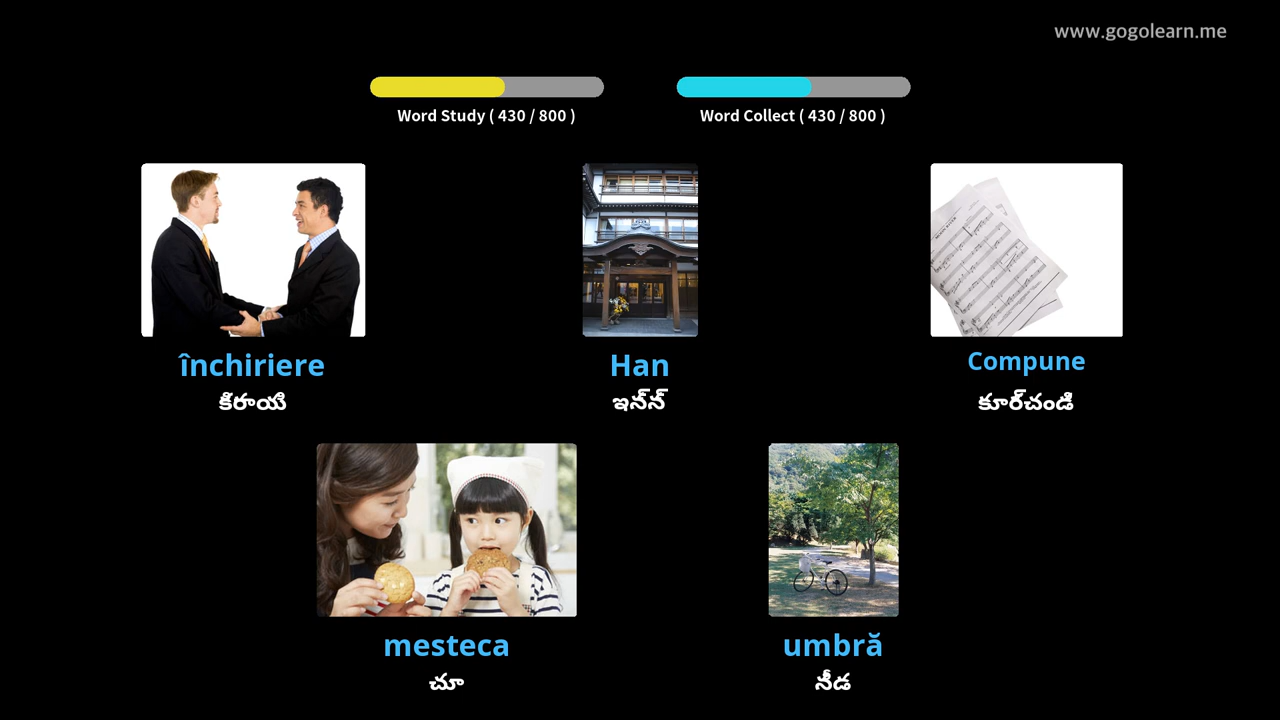 www.gogolearn.me
Word Study ( 430 / 800 )
Word Collect ( 430 / 800 )
închiriere
కిరాయి
Han
ఇన్న్
Compune
కూర్చండి
mesteca
చూ
umbră
నీడ